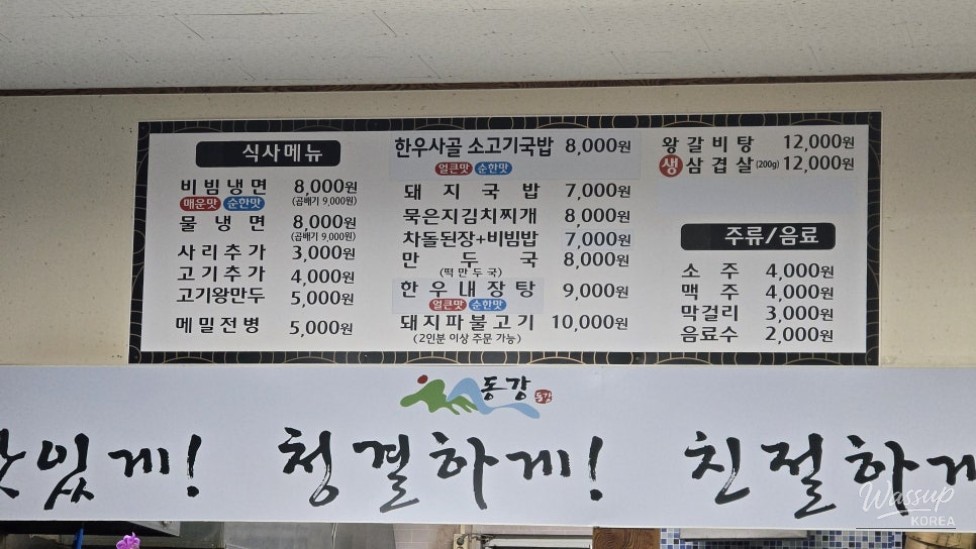 식사메뉴
비빔냉면 8,000원
매운맛 순한맛 (곱빼기 9,000원)
물냉면 8,000원
(곱빼기 9,000원)
사리추가 3,000원
고기추가 4,000원
고기왕만두 5,000원
메밀전병 5,000원
한우사골 소고기국밥 8,000원
얼큰맛 순한맛
돼지국밥 7,000원
묵은지김치찌개 8,000원
차돌된장+비빔밥 7,000원
만두국 8,000원
(떡만두국)
한우내장탕 9,000원
얼큰맛 순한맛
돼지파불고기 10,000원
(2인분 이상 주문 가능)
왕갈비탕 12,000원
생삼겹살(200g) 12,000원
주류/음료
소주 4,000원
맥주 4,000원
막걸리 3,000원
음료수 2,000원
동강 동강
맛있게! 청결하게! 친절하게
Wassup
KOREA